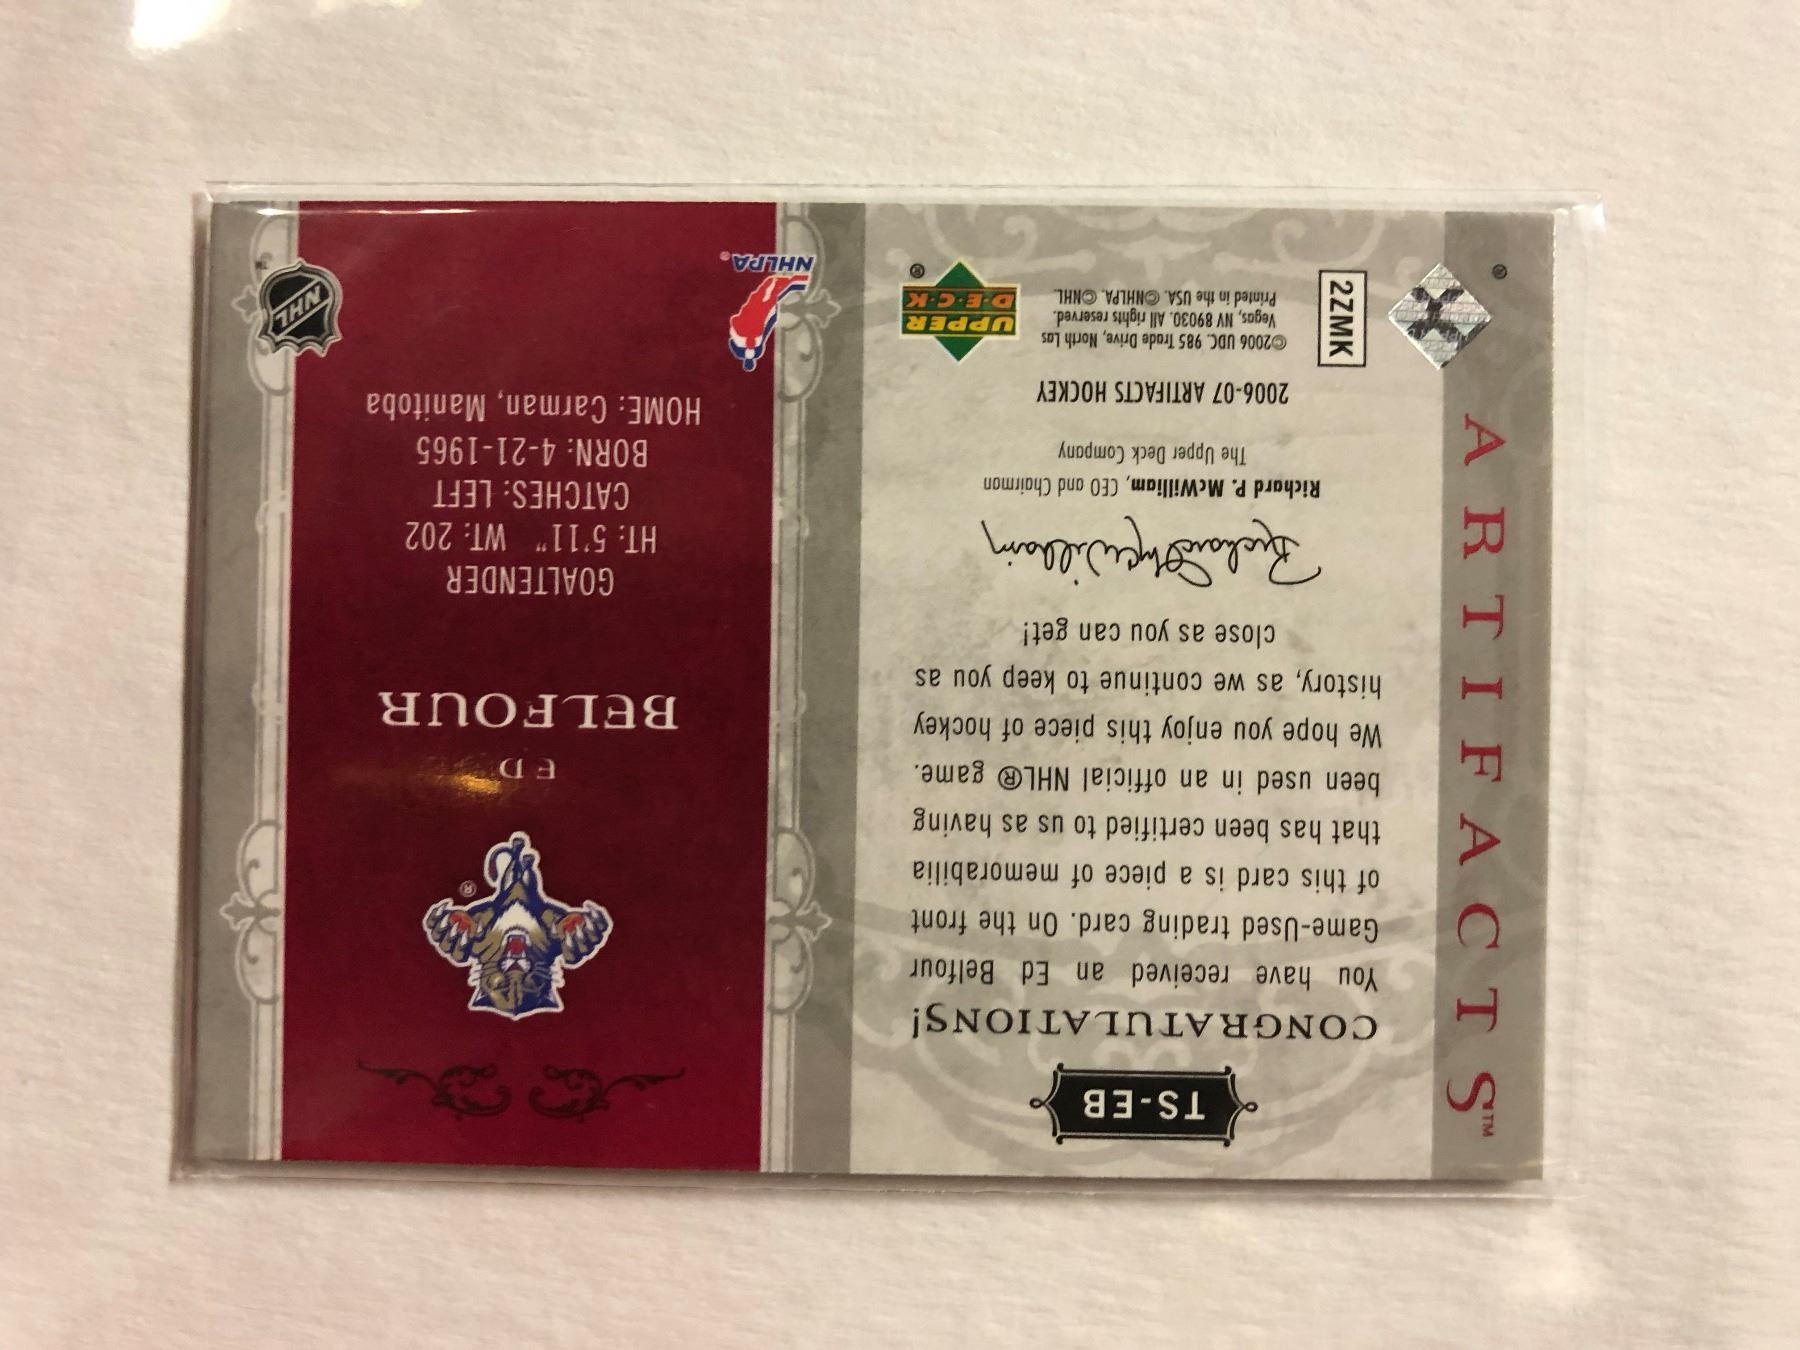 TS-EB
CONGRATULATIONS!
You have received an Ed Belfour
Game-Used trading card. On the front
of this card is a piece of memorabilia
that has been certified to us as having
been used in an official NHL® game.
We hope you enjoy this piece of hockey
history, as we continue to keep you as
close as you can get!
Richard P. McWilliam
Richard P. McWilliam, CEO and Chairman
The Upper Deck Company
2006-07 ARTIFACTS HOCKEY
©2006 UDC. 985 Trade Drive, North Las
Vegas, NV 89030. All rights reserved.
Printed in the USA. ©NHLPA. ©NHL.
UPPER
D·E·C·K
®
2ZMK
®
ARTIFACTS™
®
ED
BELFOUR
GOALTENDER
HT: 5'11" WT: 202
CATCHES: LEFT
BORN: 4-21-1965
HOME: Carman, Manitoba
NHLPA®
NHL
TM